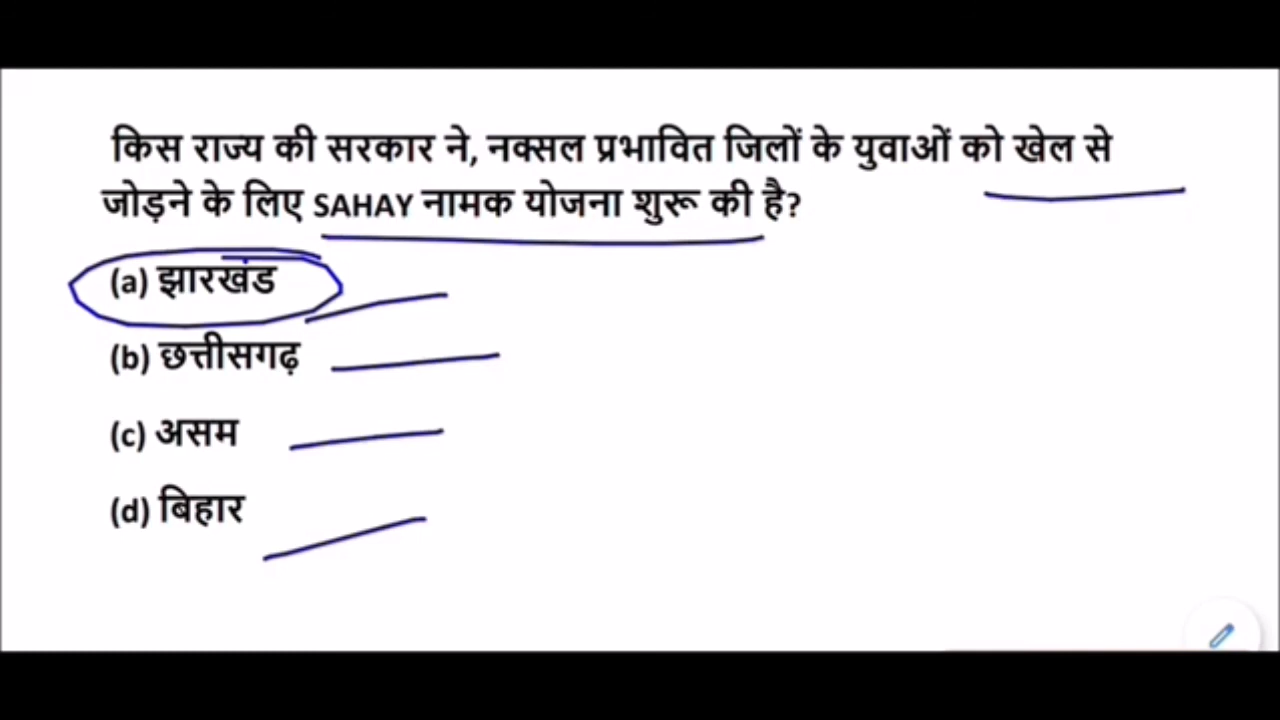 किस राज्य की सरकार ने, नक्सल प्रभावित जिलों के युवाओं को खेल से
जोड़ने के लिए SAHAY नामक योजना शुरू की है?
(a) झारखंड
(b) छत्तीसगढ़
(c) असम
(d) बिहार